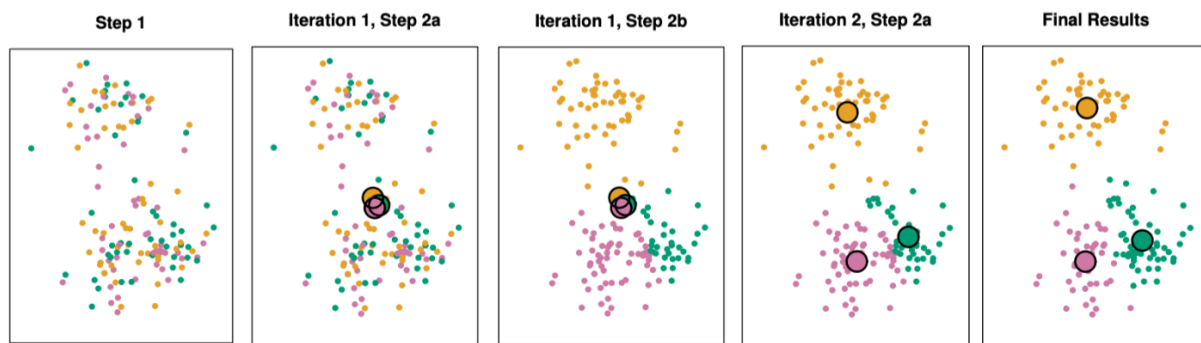 Step 1
Iteration 1, Step 2a
Iteration 1, Step 2b
Iteration 2, Step 2a
Final Results